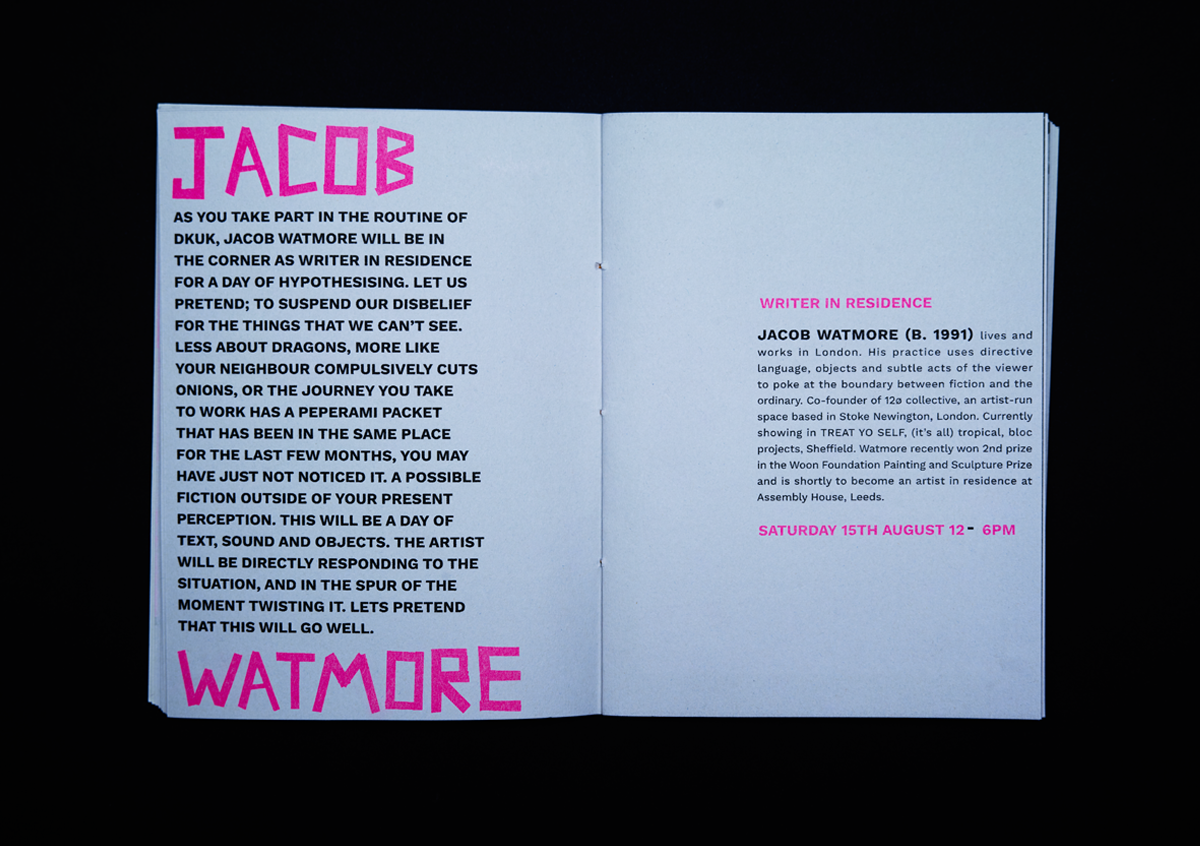 JACOB
AS YOU TAKE PART IN THE ROUTINE OF
DKUK, JACOB WATMORE WILL BE IN
THE CORNER AS WRITER IN RESIDENCE
FOR A DAY OF HYPOTHESISING. LET US
PRETEND; TO SUSPEND OUR DISBELIEF
FOR THE THINGS THAT WE CAN'T SEE.
LESS ABOUT DRAGONS, MORE LIKE
YOUR NEIGHBOUR COMPULSIVELY CUTS
ONIONS, OR THE JOURNEY YOU TAKE
TO WORK HAS A PEPERAMI PACKET
THAT HAS BEEN IN THE SAME PLACE
FOR THE LAST FEW MONTHS, YOU MAY
HAVE JUST NOT NOTICED IT. A POSSIBLE
FICTION OUTSIDE OF YOUR PRESENT
PERCEPTION. THIS WILL BE A DAY OF
TEXT, SOUND AND OBJECTS. THE ARTIST
WILL BE DIRECTLY RESPONDING TO THE
SITUATION, AND IN THE SPUR OF THE
MOMENT TWISTING IT. LETS PRETEND
THAT THIS WILL GO WELL.
WATMORE
WRITER IN RESIDENCE
JACOB WATMORE (B. 1991) lives and
works in London. His practice uses directive
language, objects and subtle acts of the viewer
to poke at the boundary between fiction and the
ordinary. Co-founder of 12ø collective, an artist-run
space based in Stoke Newington, London. Currently
showing in TREAT YO SELF, (it's all) tropical, bloc
projects, Sheffield. Watmore recently won 2nd prize
in the Woon Foundation Painting and Sculpture Prize
and is shortly to become an artist in residence at
Assembly House, Leeds.
SATURDAY 15TH AUGUST 12- 6PM